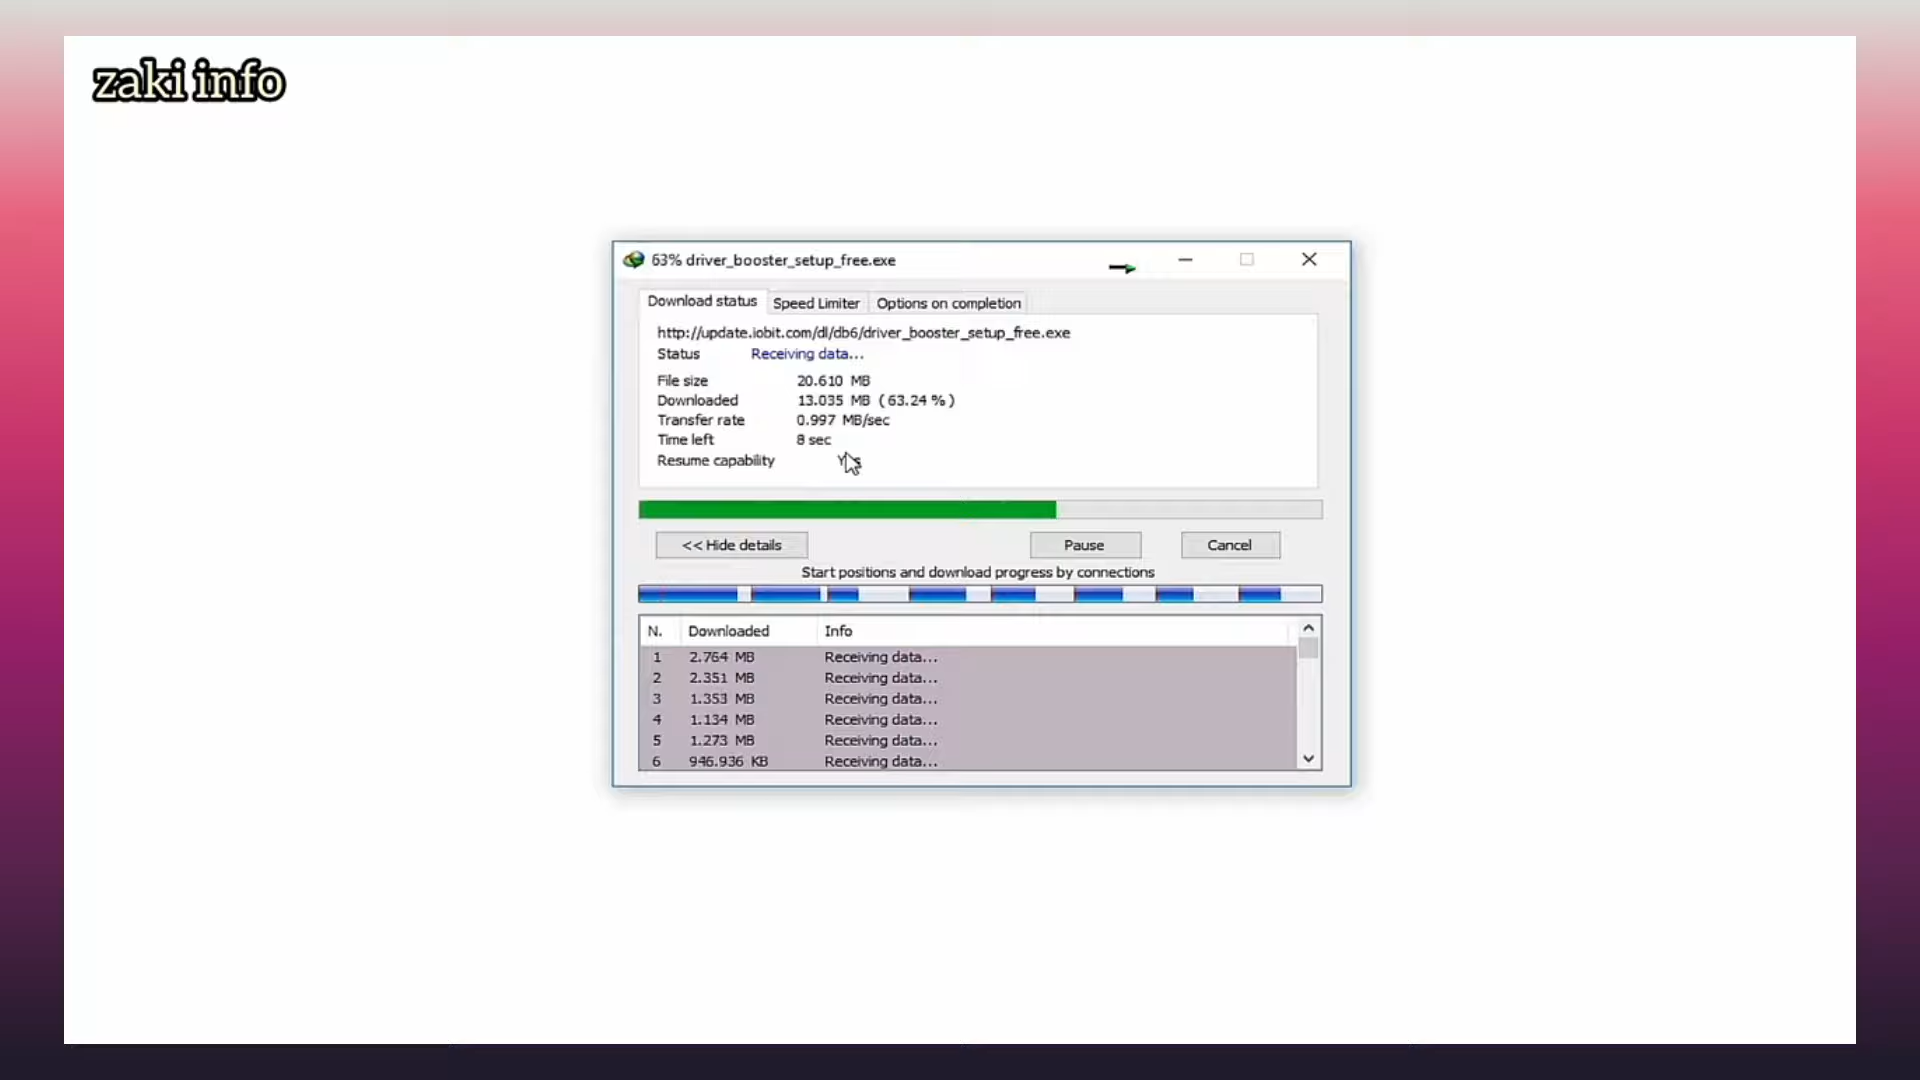 zaki info
63% driver_booster_setup_free.exe
Download status Speed Limiter Options on completion
http://update.iobit.com/dl/db6/driver_booster_setup_free.exe
Status Receiving data...
File size 20.610 MB
Downloaded 13.035 MB ( 63.24 % )
Transfer rate 0.997 MB/sec
Time left 8 sec
Resume capability Yes
<< Hide details Pause Cancel
Start positions and download progress by connections
N. Downloaded Info
1 2.764 MB Receiving data...
2 2.351 MB Receiving data...
3 1.353 MB Receiving data...
4 1.134 MB Receiving data...
5 1.273 MB Receiving data...
6 946.936 KB Receiving data...